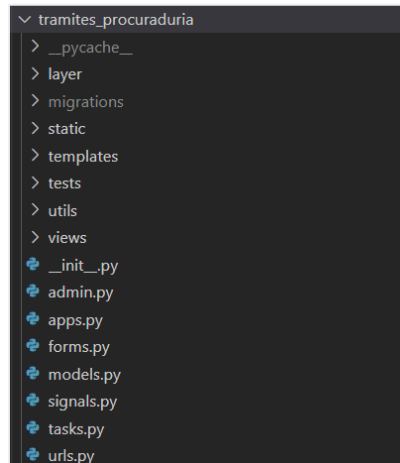 tramites_procuraduria
__pycache__
layer
migrations
static
templates
tests
utils
views
__init__.py
admin.py
apps.py
forms.py
models.py
signals.py
tasks.py
urls.py